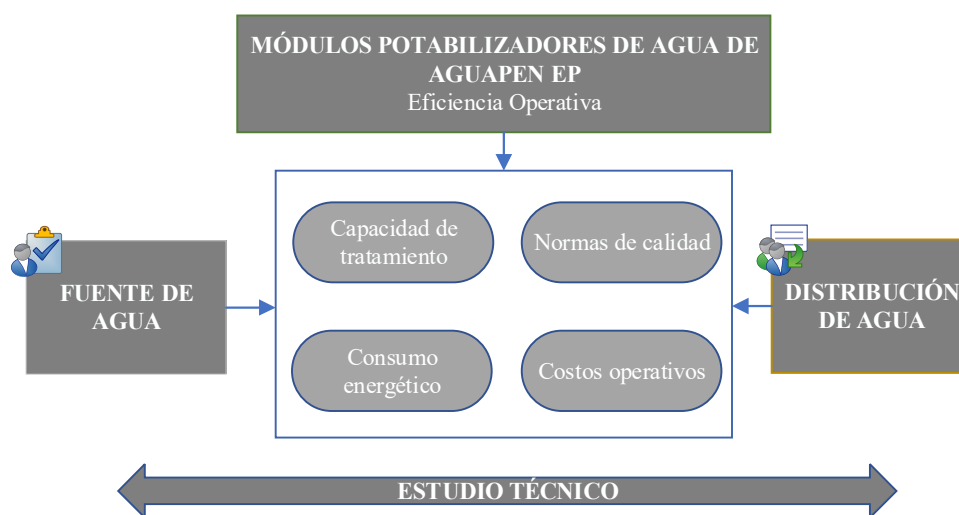 MÓDULOS POTABILIZADORES DE AGUA DE
AGUAPEN EP
Eficiencia Operativa
Capacidad de
tratamiento
Normas de calidad
FUENTE DE
AGUA
DISTRIBUCIÓN
DE AGUA
Consumo
energético
Costos operativos
ESTUDIO TÉCNICO